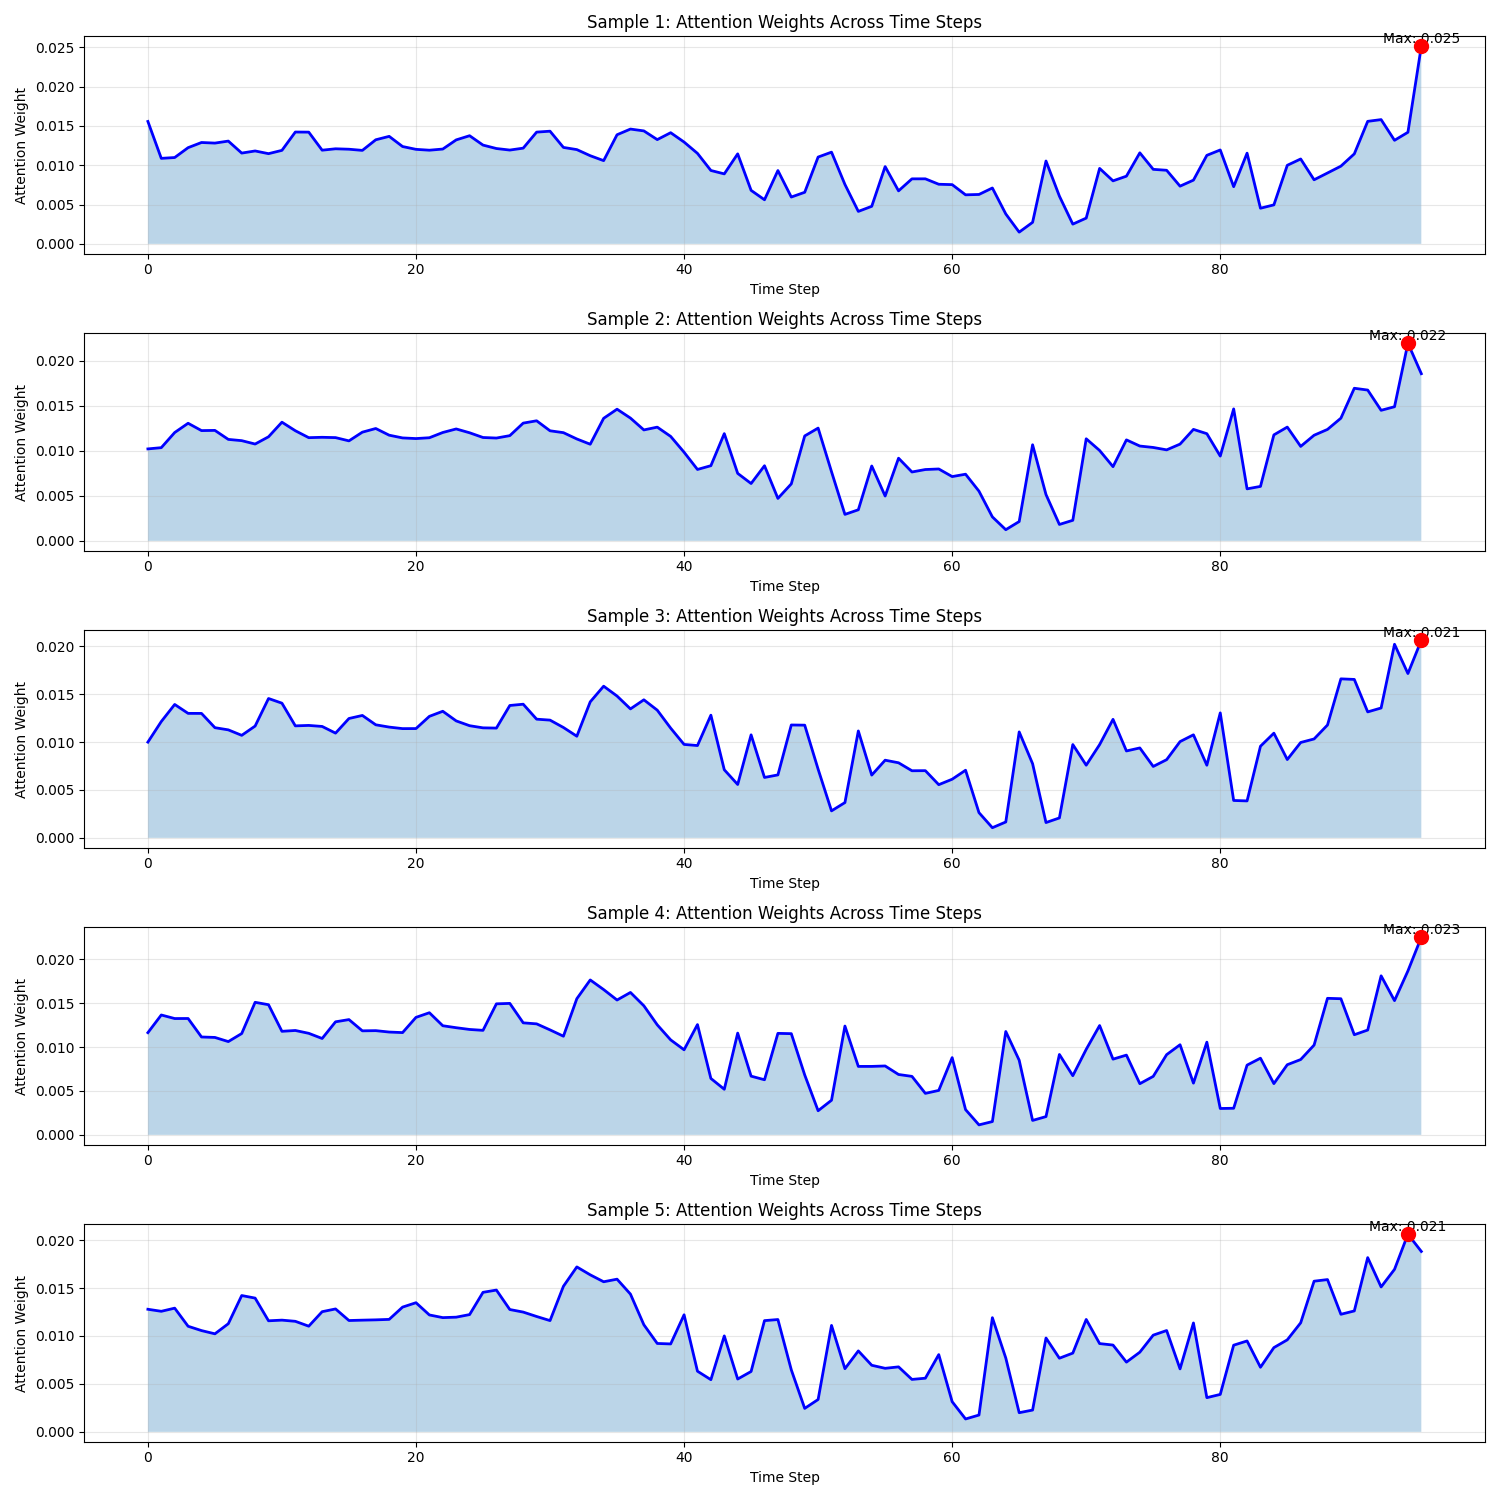 Sample 1: Attention Weights Across Time Steps
Max: 0.025
0.025
0.020
0.015
0.010
0.005
0.000
Attention Weight
0 20 40 60 80
Time Step
Sample 2: Attention Weights Across Time Steps
Max: 0.022
0.020
0.015
0.010
0.005
0.000
Attention Weight
0 20 40 60 80
Time Step
Sample 3: Attention Weights Across Time Steps
Max: 0.021
0.020
0.015
0.010
0.005
0.000
Attention Weight
0 20 40 60 80
Time Step
Sample 4: Attention Weights Across Time Steps
Max: 0.023
0.020
0.015
0.010
0.005
0.000
Attention Weight
0 20 40 60 80
Time Step
Sample 5: Attention Weights Across Time Steps
Max: 0.021
0.020
0.015
0.010
0.005
0.000
Attention Weight
0 20 40 60 80
Time Step